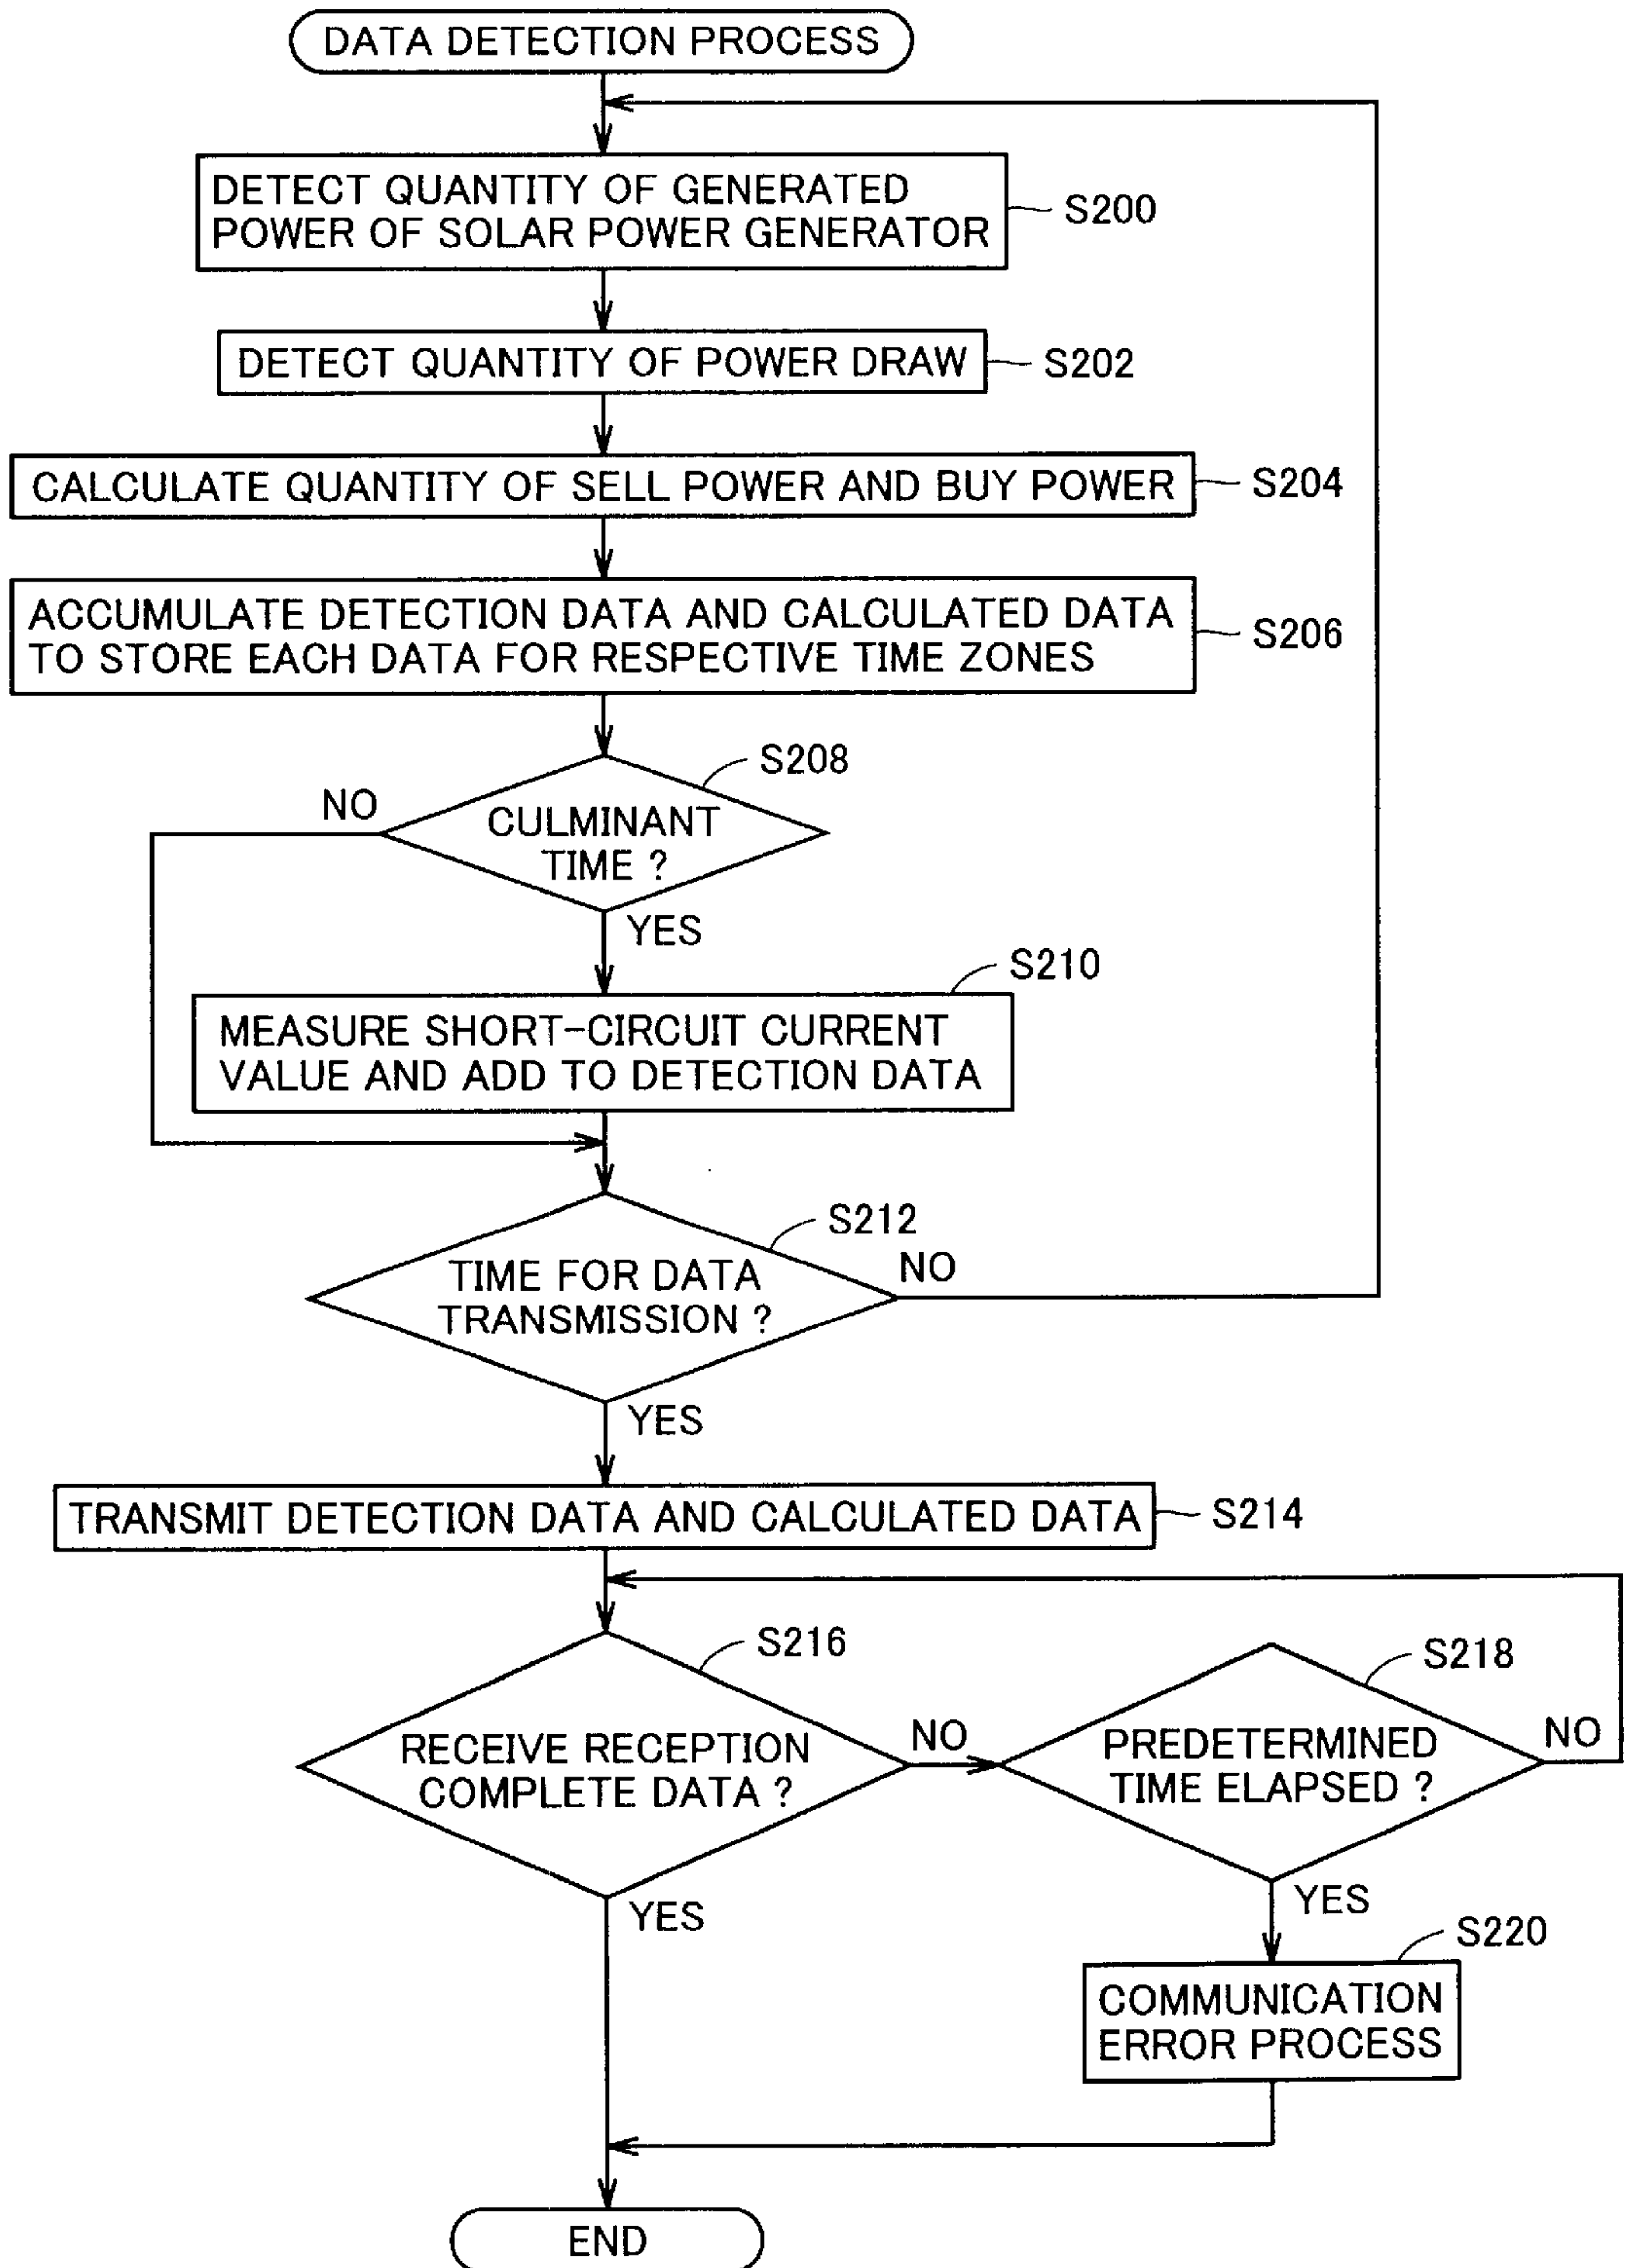 DATA DETECTION PROCESS
DETECT QUANTITY OF GENERATED
POWER OF SOLAR POWER GENERATOR
S200
DETECT QUANTITY OF POWER DRAW
S202
CALCULATE QUANTITY OF SELL POWER AND BUY POWER
S204
ACCUMULATE DETECTION DATA AND CALCULATED DATA
TO STORE EACH DATA FOR RESPECTIVE TIME ZONES
S206
S208
NO
CULMINANT
TIME ?
YES
S210
MEASURE SHORT-CIRCUIT CURRENT
VALUE AND ADD TO DETECTION DATA
S212
TIME FOR DATA
TRANSMISSION ?
NO
YES
TRANSMIT DETECTION DATA AND CALCULATED DATA
S214
S216
RECEIVE RECEPTION
COMPLETE DATA ?
NO
YES
S218
PREDETERMINED
TIME ELAPSED ?
NO
YES
S220
COMMUNICATION
ERROR PROCESS
END